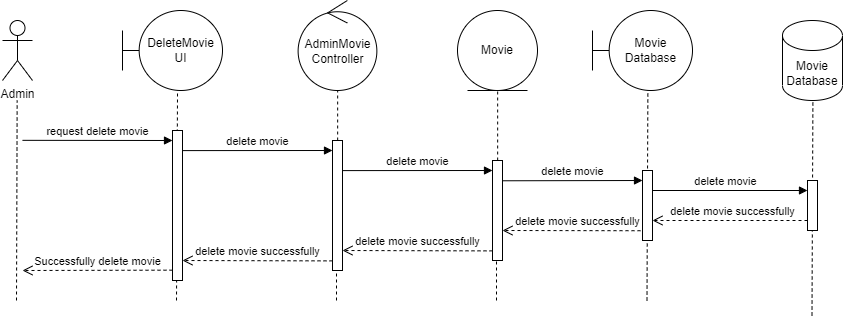 DeleteMovie
UI
AdminMovie
Controller
Movie
Movie
Database
Movie
Database
Admin
request delete movie
delete movie
delete movie
delete movie
delete movie
delete movie successfully
delete movie successfully
delete movie successfully
delete movie successfully
Successfully delete movie